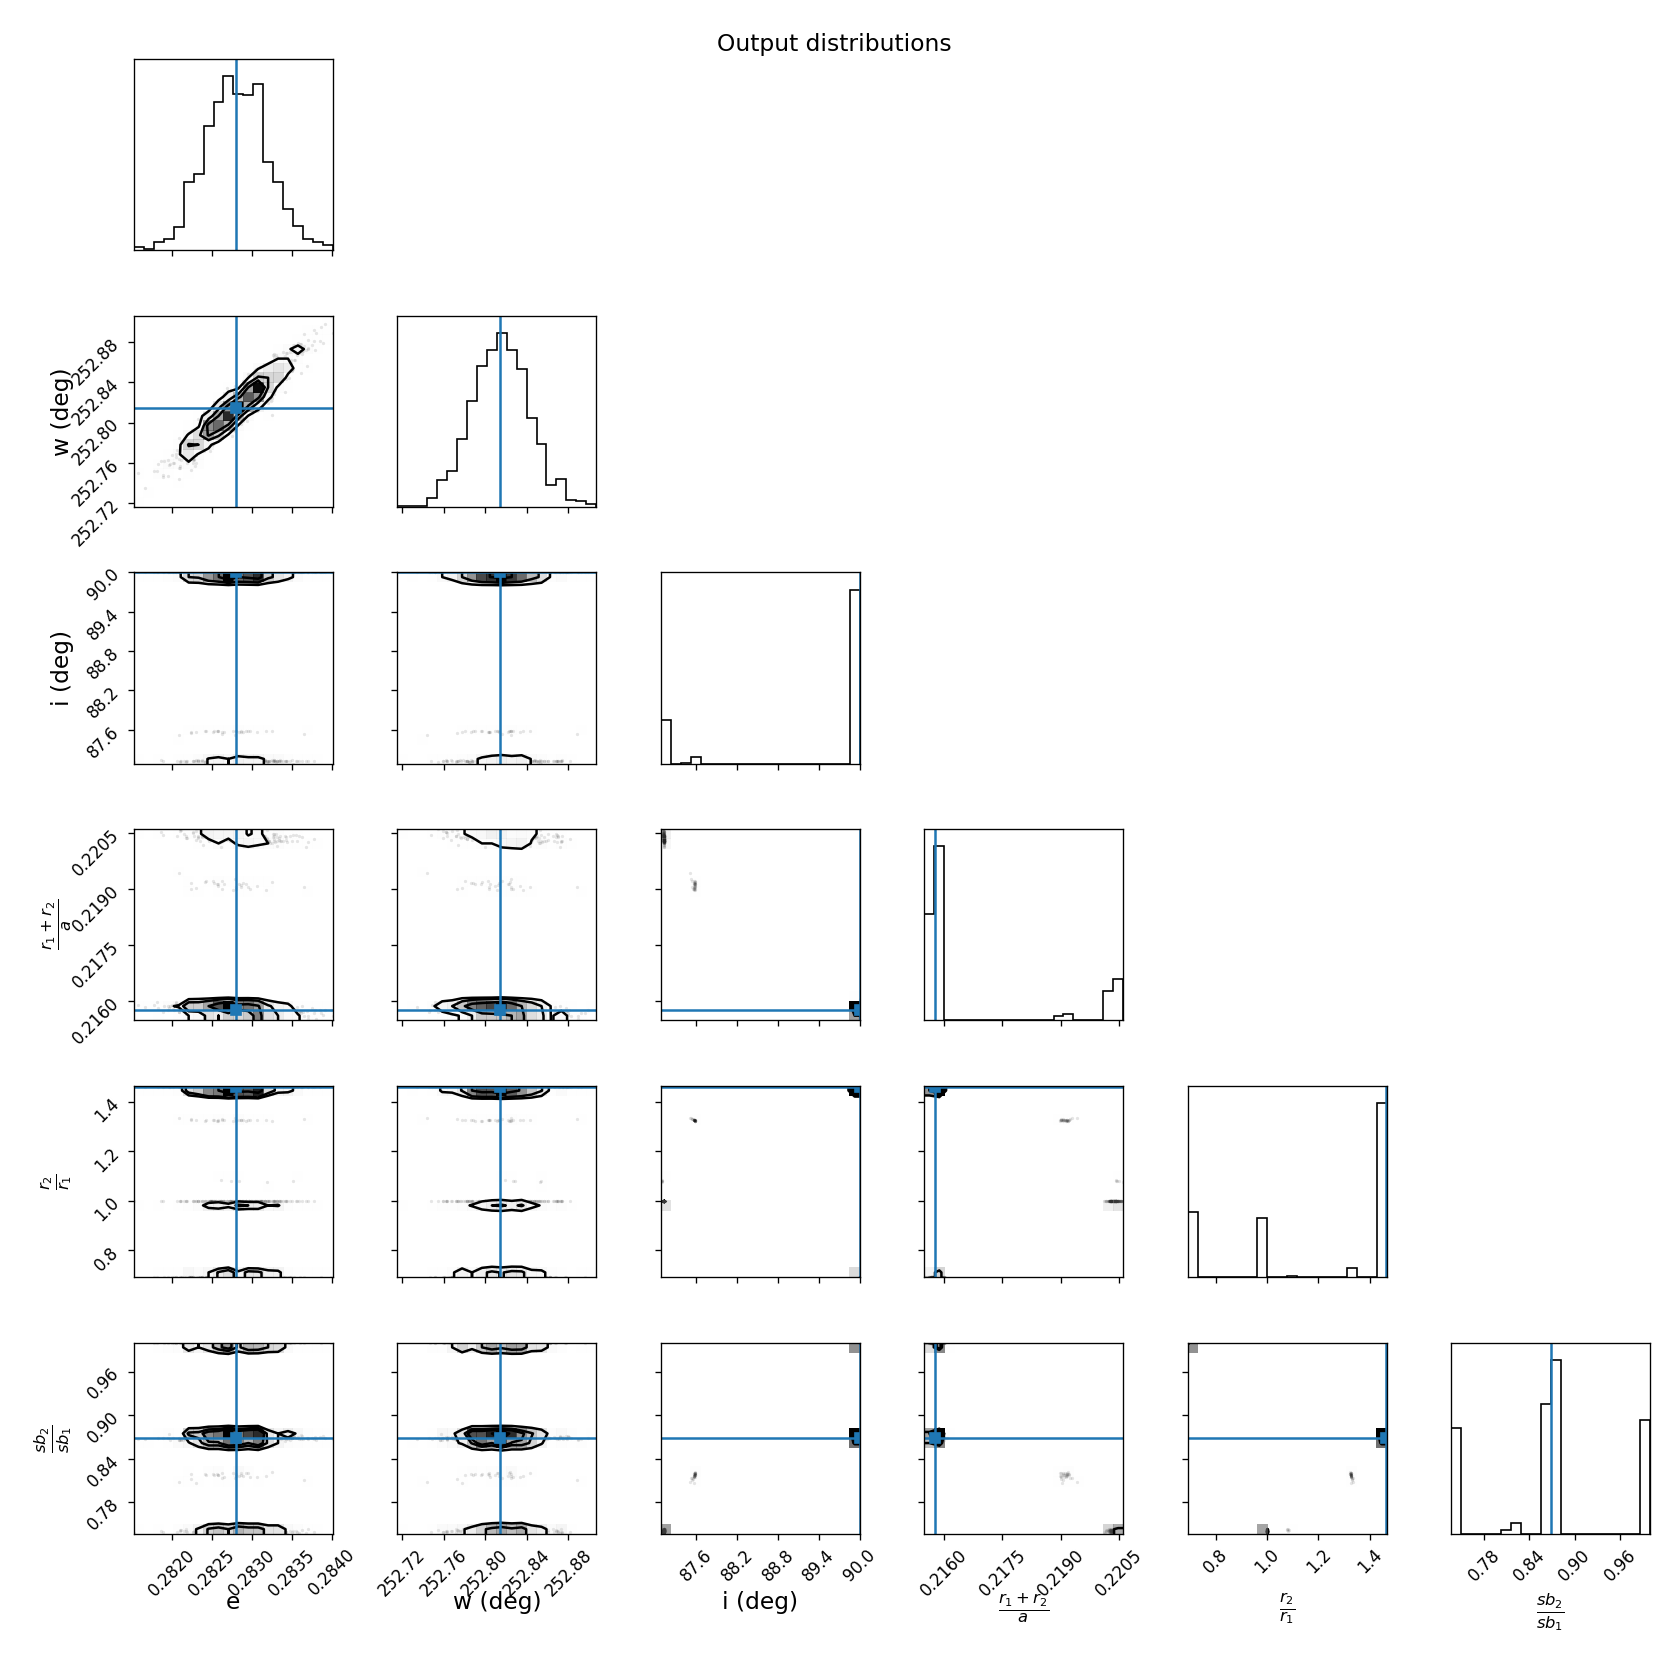 Output distributions
w (deg)
252.88
252.84
252.80
252.76
252.72
i (deg)
90.0
89.4
88.8
88.2
87.6
r₁ + r₂
a
0.2205
0.2190
0.2175
0.2160
r₂
r₁
1.4
1.2
1.0
0.8
sb₂
sb₁
0.96
0.90
0.84
0.78
0.2820 0.2825 0.2830 0.2835 0.2840
e
252.72 252.76 252.80 252.84 252.88
w (deg)
87.6 88.2 88.8 89.4 90.0
i (deg)
0.2160 0.2175 0.2190 0.2205
r₁ + r₂
a
0.8 1.0 1.2 1.4
r₂
r₁
0.78 0.84 0.90 0.96
sb₂
sb₁